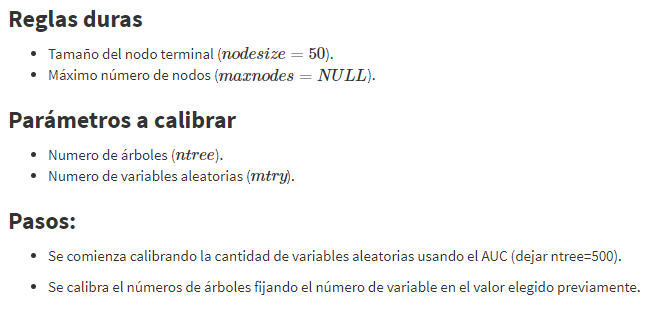 Reglas duras
Tamaño del nodo terminal (nodesize = 50).
Máximo número de nodos (maxnodes = NULL).
Parámetros a calibrar
Numero de árboles (ntree).
Numero de variables aleatorias (mtry).
Pasos:
Se comienza calibrando la cantidad de variables aleatorias usando el AUC (dejar ntree=500).
Se calibra el números de árboles fijando el número de variable en el valor elegido previamente.